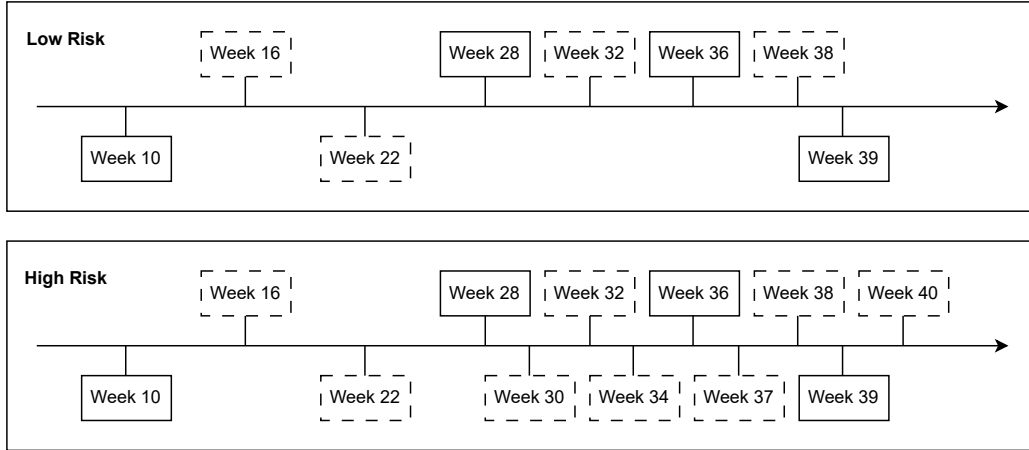 Low Risk
Week 16
Week 28
Week 32
Week 36
Week 38
Week 10
Week 22
Week 39
High Risk
Week 16
Week 28
Week 32
Week 36
Week 38
Week 40
Week 10
Week 22
Week 30
Week 34
Week 37
Week 39